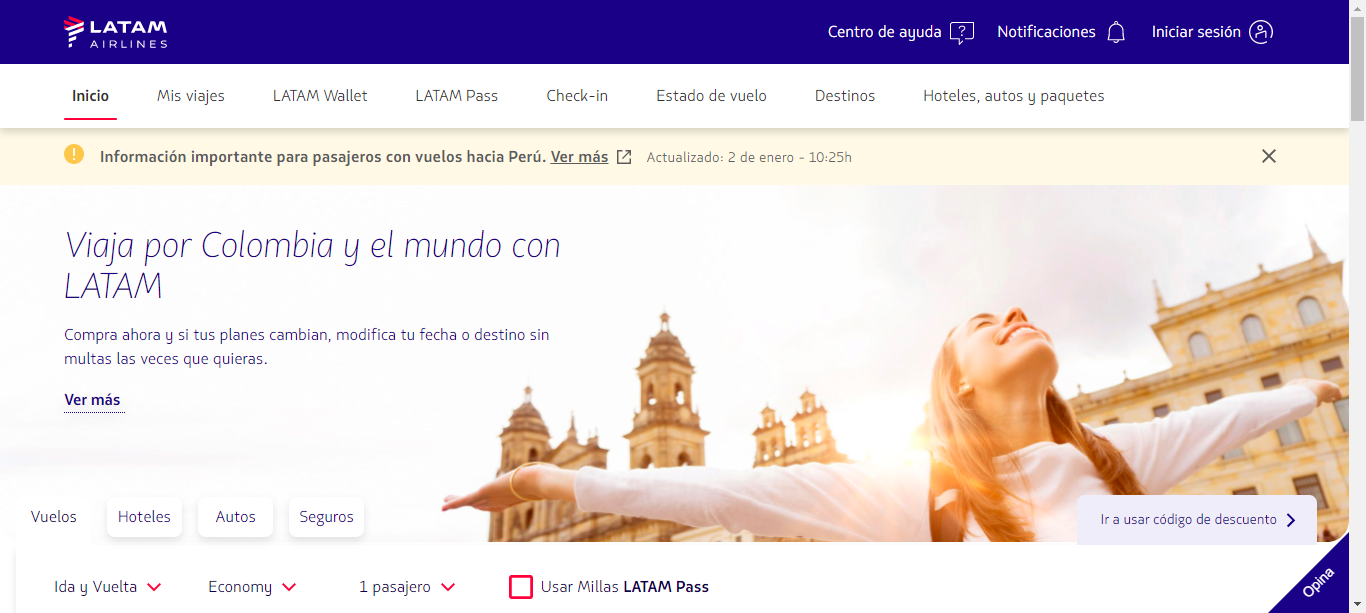 LATAM
AIRLINES
Centro de ayuda
Notificaciones
Iniciar sesión
Inicio
Mis viajes
LATAM Wallet
LATAM Pass
Check-in
Estado de vuelo
Destinos
Hoteles, autos y paquetes
Información importante para pasajeros con vuelos hacia Perú. Ver más Actualizado: 2 de enero - 10:25h
Viaja por Colombia y el mundo con
LATAM
Compra ahora y si tus planes cambian, modifica tu fecha o destino sin
multas las veces que quieras.
Ver más
Vuelos
Hoteles
Autos
Seguros
Ir a usar código de descuento
Ida y Vuelta
Economy
1 pasajero
Usar Millas LATAM Pass
Opina